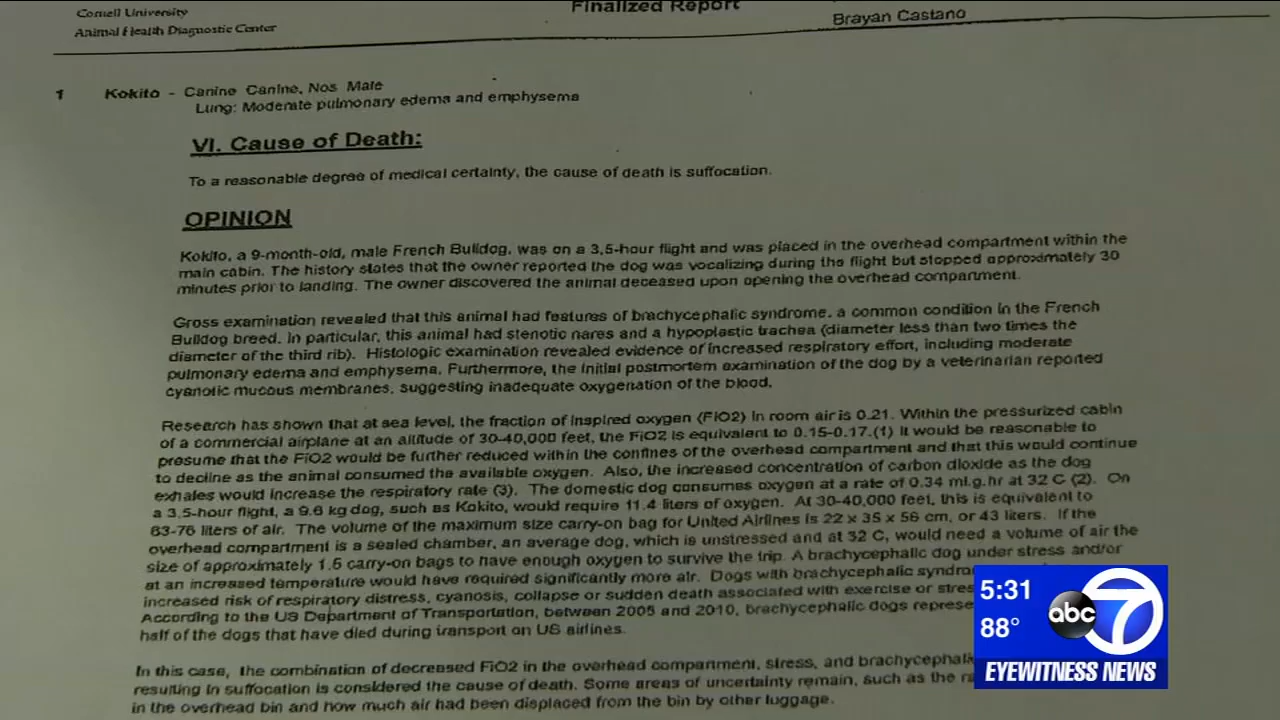 Cornell University
Finalized Report
Brayan Castano
Animal Health Diagnostic Center
1 Kokito - Canine Canine, Nos Male
Lung: Moderate pulmonary edema and emphysema
VI. Cause of Death:
To a reasonable degree of medical certainty, the cause of death is suffocation.
OPINION
Kokito, a 9-month-old, male French Bulldog, was on a 3.5-hour flight and was placed in the overhead compartment within the
main cabin. The history states that the owner reported the dog was vocalizing during the flight but stopped approximately 30
minutes prior to landing. The owner discovered the animal deceased upon opening the overhead compartment.
Gross examination revealed that this animal had features of brachycephalic syndrome, a common condition in the French
Bulldog breed. In particular, this animal had stenotic nares and a hypoplastic trachea (diameter less than two times the
diameter of the third rib). Histologic examination revealed evidence of increased respiratory effort, including moderate
pulmonary edema and emphysema. Furthermore, the initial postmortem examination of the dog by a veterinarian reported
cyanotic mucous membranes, suggesting inadequate oxygenation of the blood.
Research has shown that at sea level, the fraction of inspired oxygen (FiO2) in room air is 0.21. Within the pressurized cabin
of a commercial airplane at an altitude of 30-40,000 feet, the FiO2 is equivalent to 0.15-0.17.(1) It would be reasonable to
presume that the FiO2 would be further reduced within the confines of the overhead compartment and that this would continue
to decline as the animal consumed the available oxygen. Also, the increased concentration of carbon dioxide as the dog
exhales would increase the respiratory rate (3). The domestic dog consumes oxygen at a rate of 0.34 ml.g.hr at 32 C (2). On
a 3.5-hour flight, a 9.6 kg dog, such as Kokito, would require 11.4 liters of oxygen. At 30-40,000 feet, this is equivalent to
63-76 liters of air. The volume of the maximum size carry-on bag for United Airlines is 22 x 35 x 56 cm, or 43 liters. If the
overhead compartment is a sealed chamber, an average dog, which is unstressed and at 32 C, would need a volume of air the
size of approximately 1.5 carry-on bags to have enough oxygen to survive the trip. A brachycephalic dog under stress and/or
at an increased temperature would have required significantly more air. Dogs with brachycephalic
increased risk of respiratory distress, cyanosis, collapse or sudden death associated with exercise or
According to the US Department of Transportation, between 2005 and 2010, brachycephalic dogs
half of the dogs that have died during transport on US airlines.
In this case, the combination of decreased FiO2 in the overhead compartment, stress, and
resulting in suffocation is considered the cause of death. Some areas of uncertainty remain, such as the
in the overhead bin and how much air had been displaced from the bin by other luggage.
5:31
88°
abc 7
EYEWITNESS NEWS